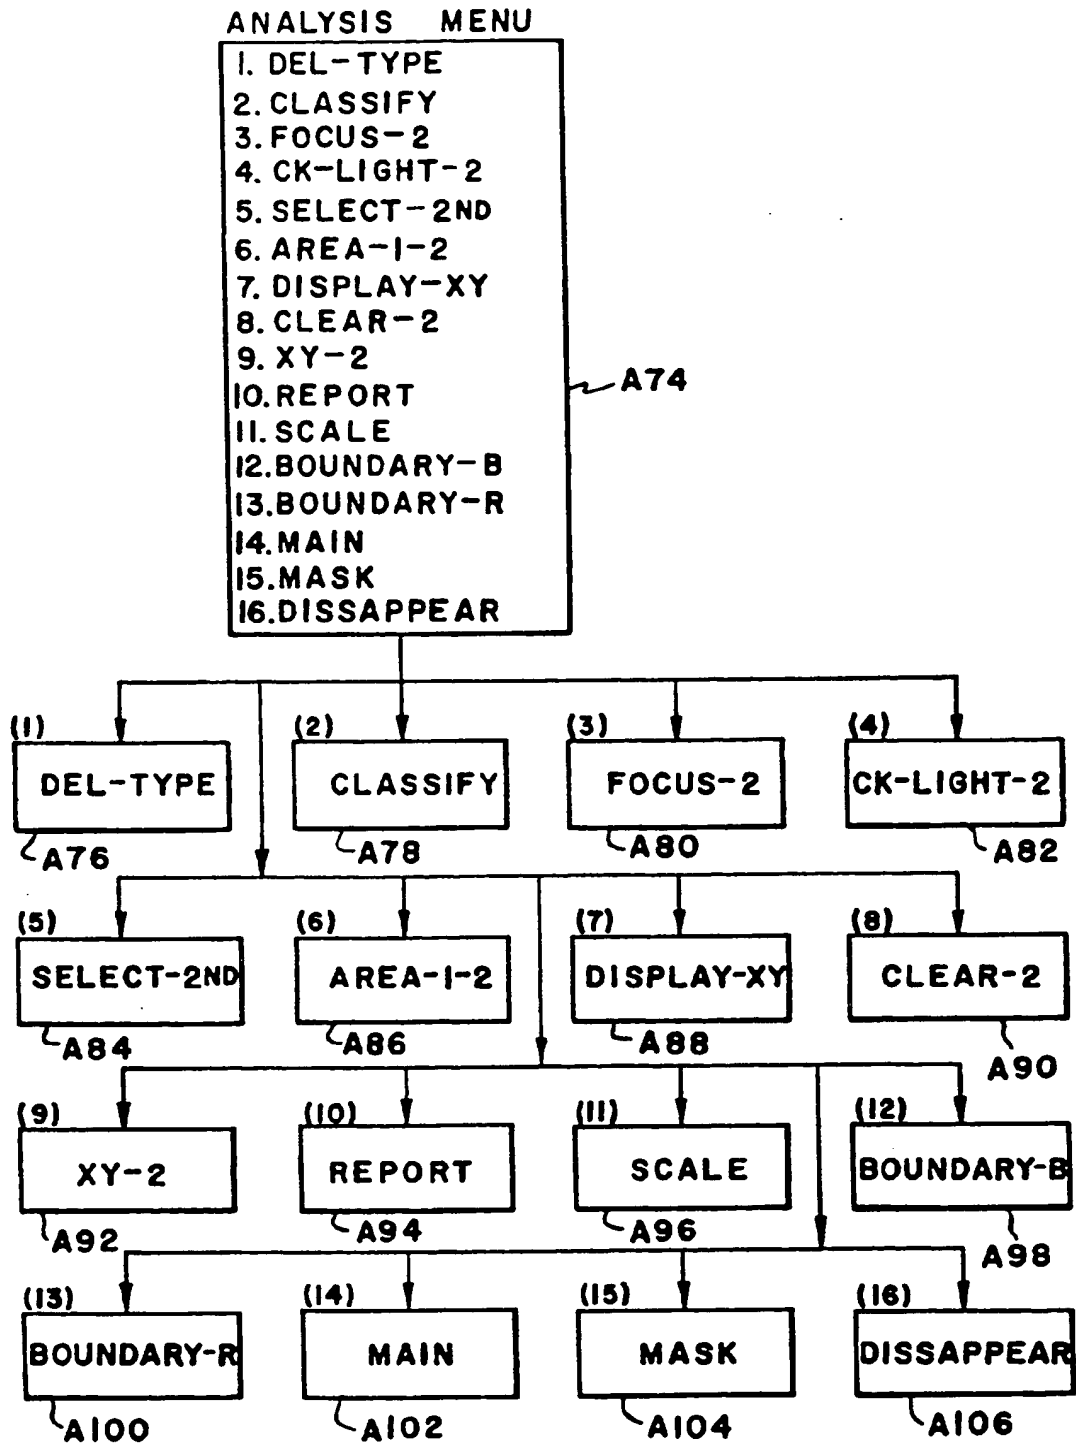 ANALYSIS MENU
1. DEL-TYPE
2. CLASSIFY
3. FOCUS-2
4. CK-LIGHT-2
5. SELECT-2ND
6. AREA-1-2
7. DISPLAY-XY
8. CLEAR-2
9. XY-2
10. REPORT
11. SCALE
12. BOUNDARY-B
13. BOUNDARY-R
14. MAIN
15. MASK
16. DISSAPPEAR
A74
(1) (2) (3) (4)
DEL-TYPE CLASSIFY FOCUS-2 CK-LIGHT-2
A76 A78 A80 A82
(5) (6) (7) (8)
SELECT-2ND AREA-1-2 DISPLAY-XY CLEAR-2
A84 A86 A88 A90
(9) (10) (11) (12)
XY-2 REPORT SCALE BOUNDARY-B
A92 A94 A96 A98
(13) (14) (15) (16)
BOUNDARY-R MAIN MASK DISSAPPEAR
A100 A102 A104 A106